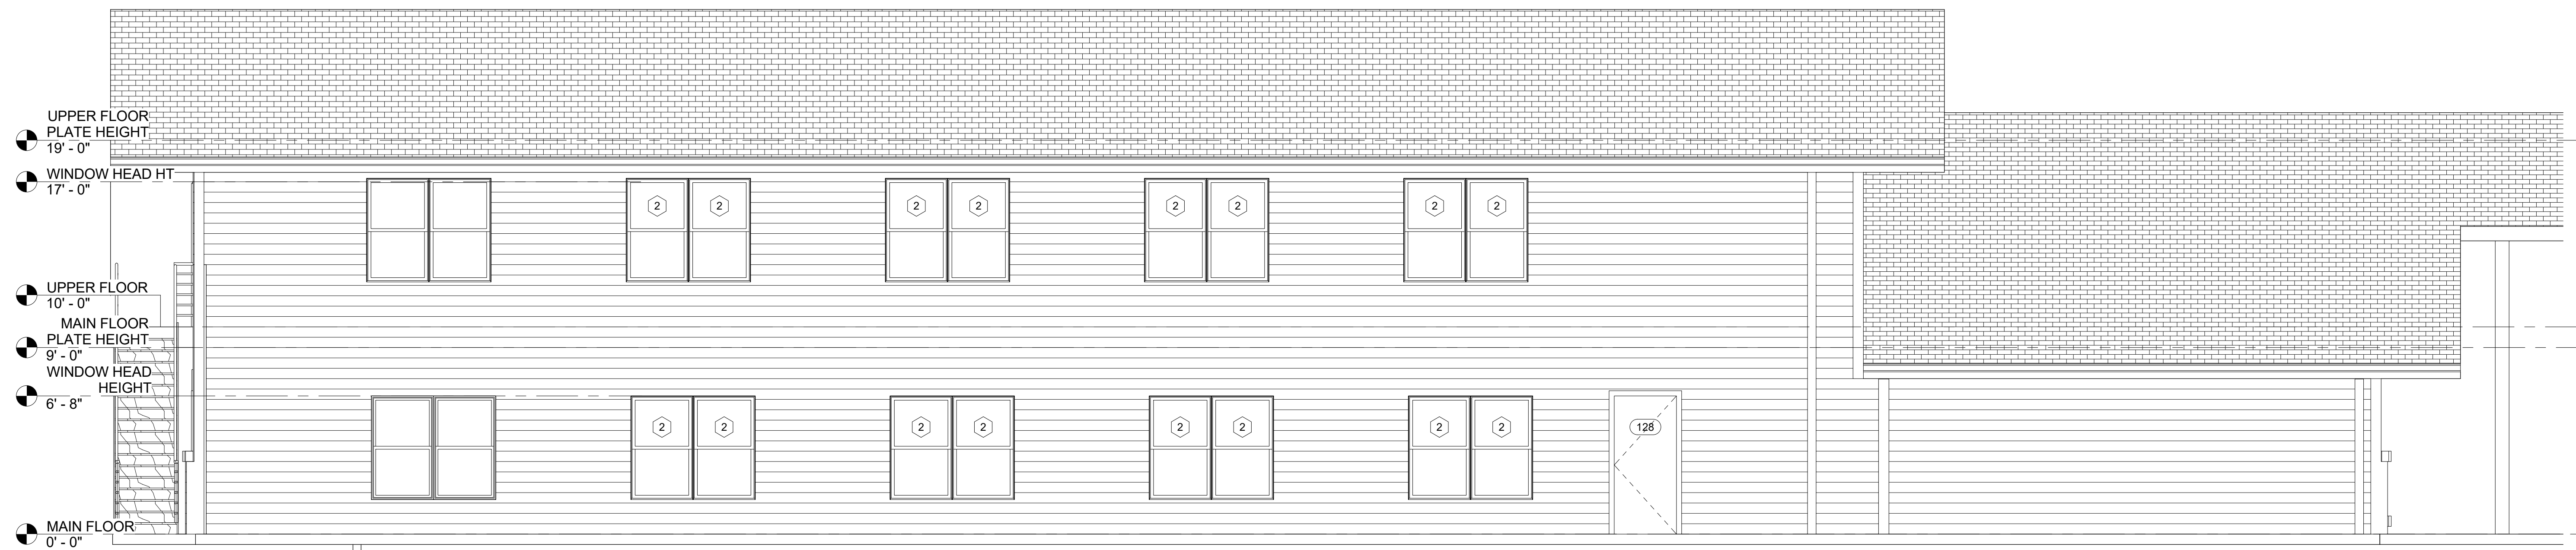 UPPER FLOOR
PLATE HEIGHT
19' - 0"
WINDOW HEAD HT
17' - 0"
2 2 2 2 2 2 2 2
UPPER FLOOR
10' - 0"
MAIN FLOOR
PLATE HEIGHT
9' - 0"
WINDOW HEAD
HEIGHT
6' - 8"
2 2 2 2 2 2 2 2 128
MAIN FLOOR
0' - 0"